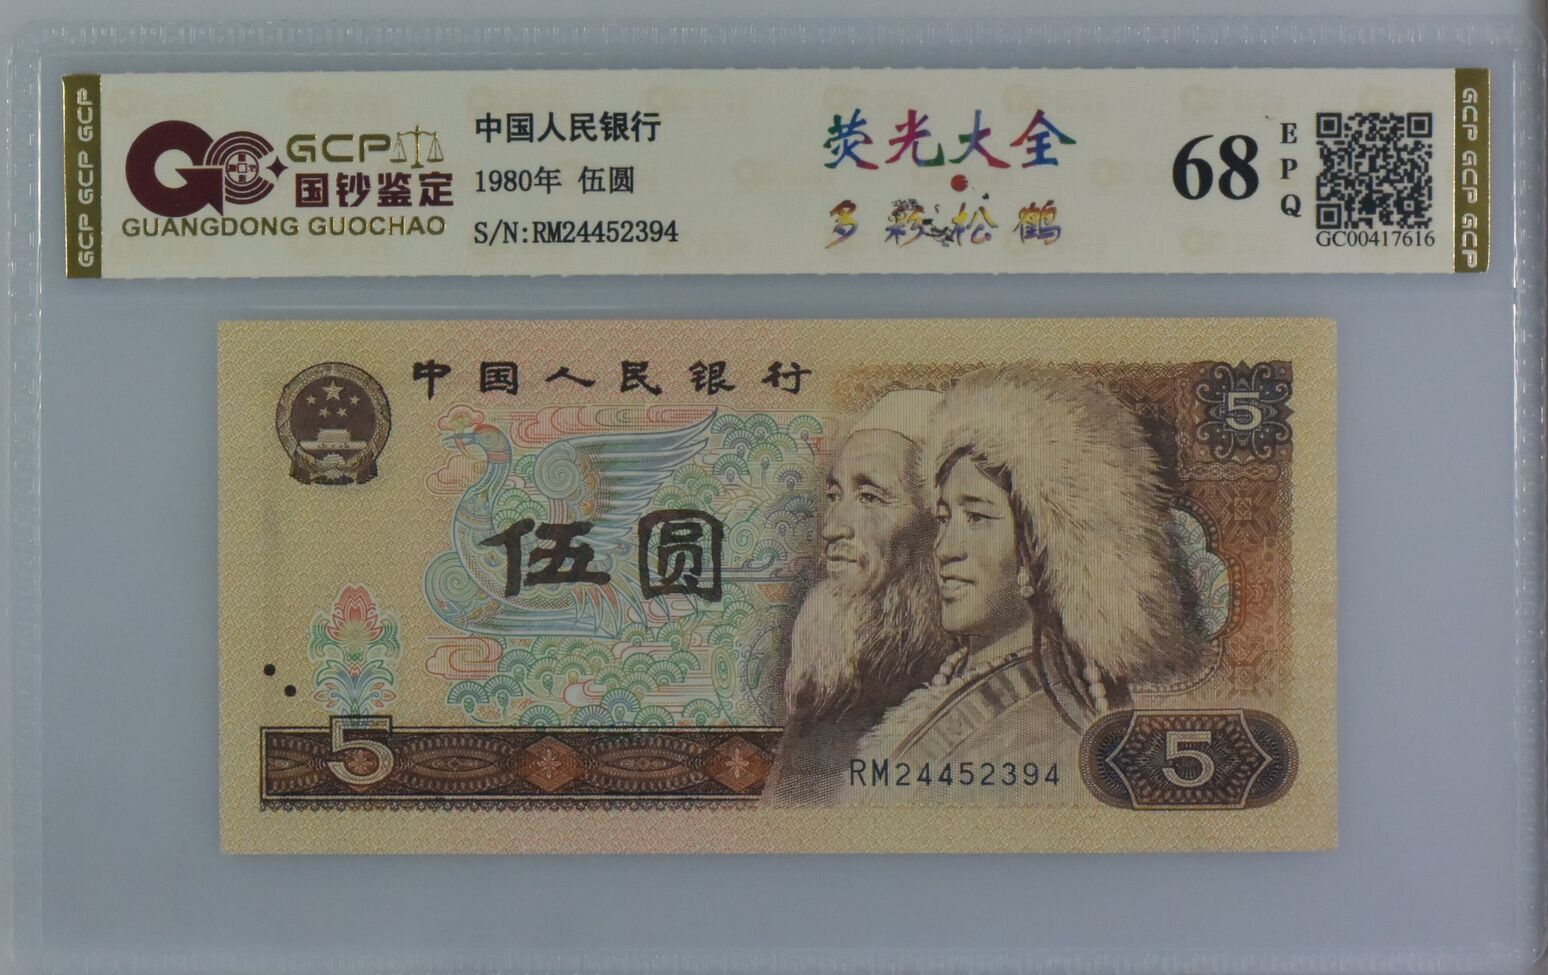 GCP GCP GCP
GCP
国钞鉴定
GUANGDONG GUOCHAO
中国人民银行
1980年 伍圆
S/N:RM24452394
荧光大全
多彩松鹤
68
EPQ
GC00417616
GCP GCP GCP
中国人民银行
5
伍圆
5
RM24452394
5